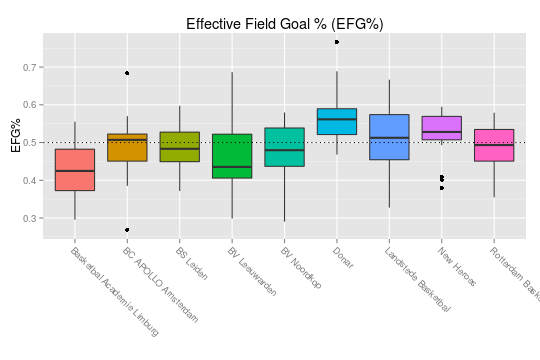 Effective Field Goal % (EFG%)
EFG%
0.7
0.6
0.5
0.4
0.3
Basketbal Academie Limburg
BC APOLLO Amsterdam
BS Leiden
BV Leeuwarden
BV Noordkop
Donar
Landstede Basketbal
New Heroes
Rotterdam